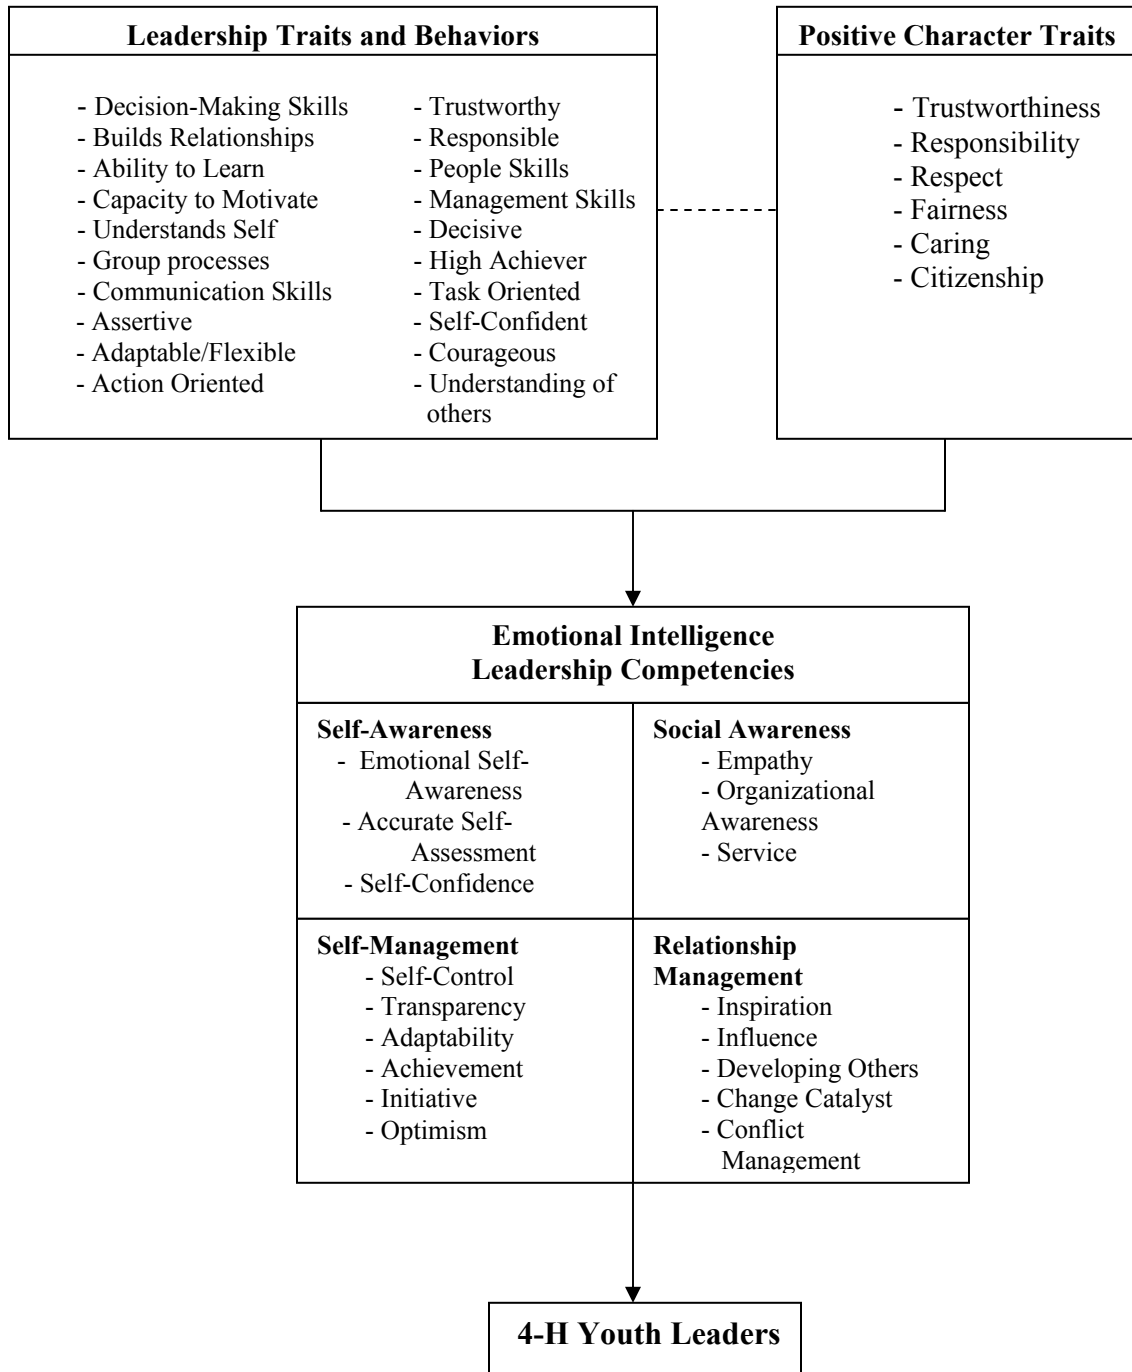 Leadership Traits and Behaviors
- Decision-Making Skills
- Builds Relationships
- Ability to Learn
- Capacity to Motivate
- Understands Self
- Group processes
- Communication Skills
- Assertive
- Adaptable/Flexible
- Action Oriented
- Trustworthy
- Responsible
- People Skills
- Management Skills
- Decisive
- High Achiever
- Task Oriented
- Self-Confident
- Courageous
- Understanding of
others
Positive Character Traits
- Trustworthiness
- Responsibility
- Respect
- Fairness
- Caring
- Citizenship
Emotional Intelligence
Leadership Competencies
Self-Awareness
- Emotional Self-
Awareness
- Accurate Self-
Assessment
- Self-Confidence
Social Awareness
- Empathy
- Organizational
Awareness
- Service
Self-Management
- Self-Control
- Transparency
- Adaptability
- Achievement
- Initiative
- Optimism
Relationship
Management
- Inspiration
- Influence
- Developing Others
- Change Catalyst
- Conflict
Management
4-H Youth Leaders